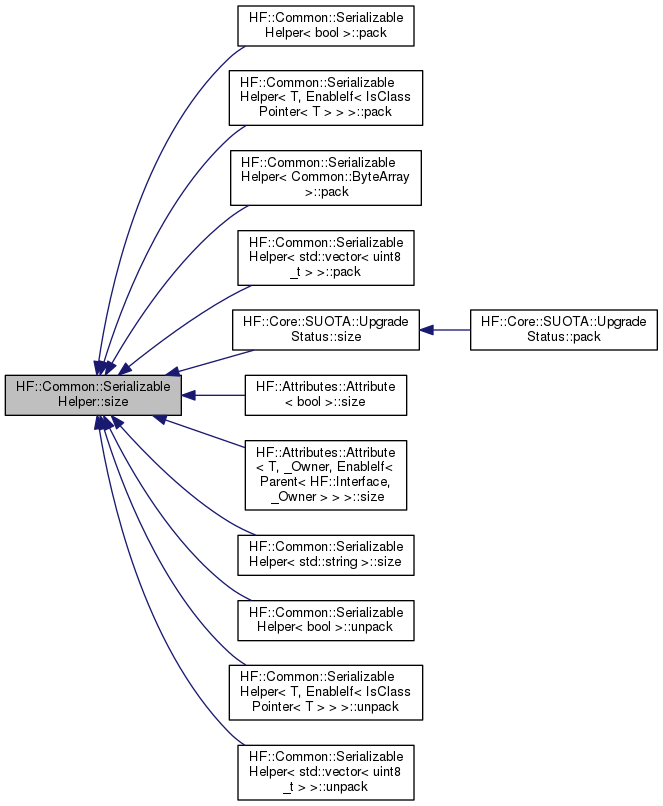 HF::Common::Serializable
Helper< bool >::pack
HF::Common::Serializable
Helper< T, EnableIf< IsClass
Pointer< T > > >::pack
HF::Common::Serializable
Helper< Common::ByteArray
>::pack
HF::Common::Serializable
Helper< std::vector< uint8
_t > >::pack
HF::Core::SUOTA::Upgrade
Status::size
HF::Core::SUOTA::Upgrade
Status::pack
HF::Common::Serializable
Helper::size
HF::Attributes::Attribute
< bool >::size
HF::Attributes::Attribute
< T, _Owner, EnableIf<
Parent< HF::Interface,
_Owner > > >::size
HF::Common::Serializable
Helper< std::string >::size
HF::Common::Serializable
Helper< bool >::unpack
HF::Common::Serializable
Helper< T, EnableIf< IsClass
Pointer< T > > >::unpack
HF::Common::Serializable
Helper< std::vector< uint8
_t > >::unpack